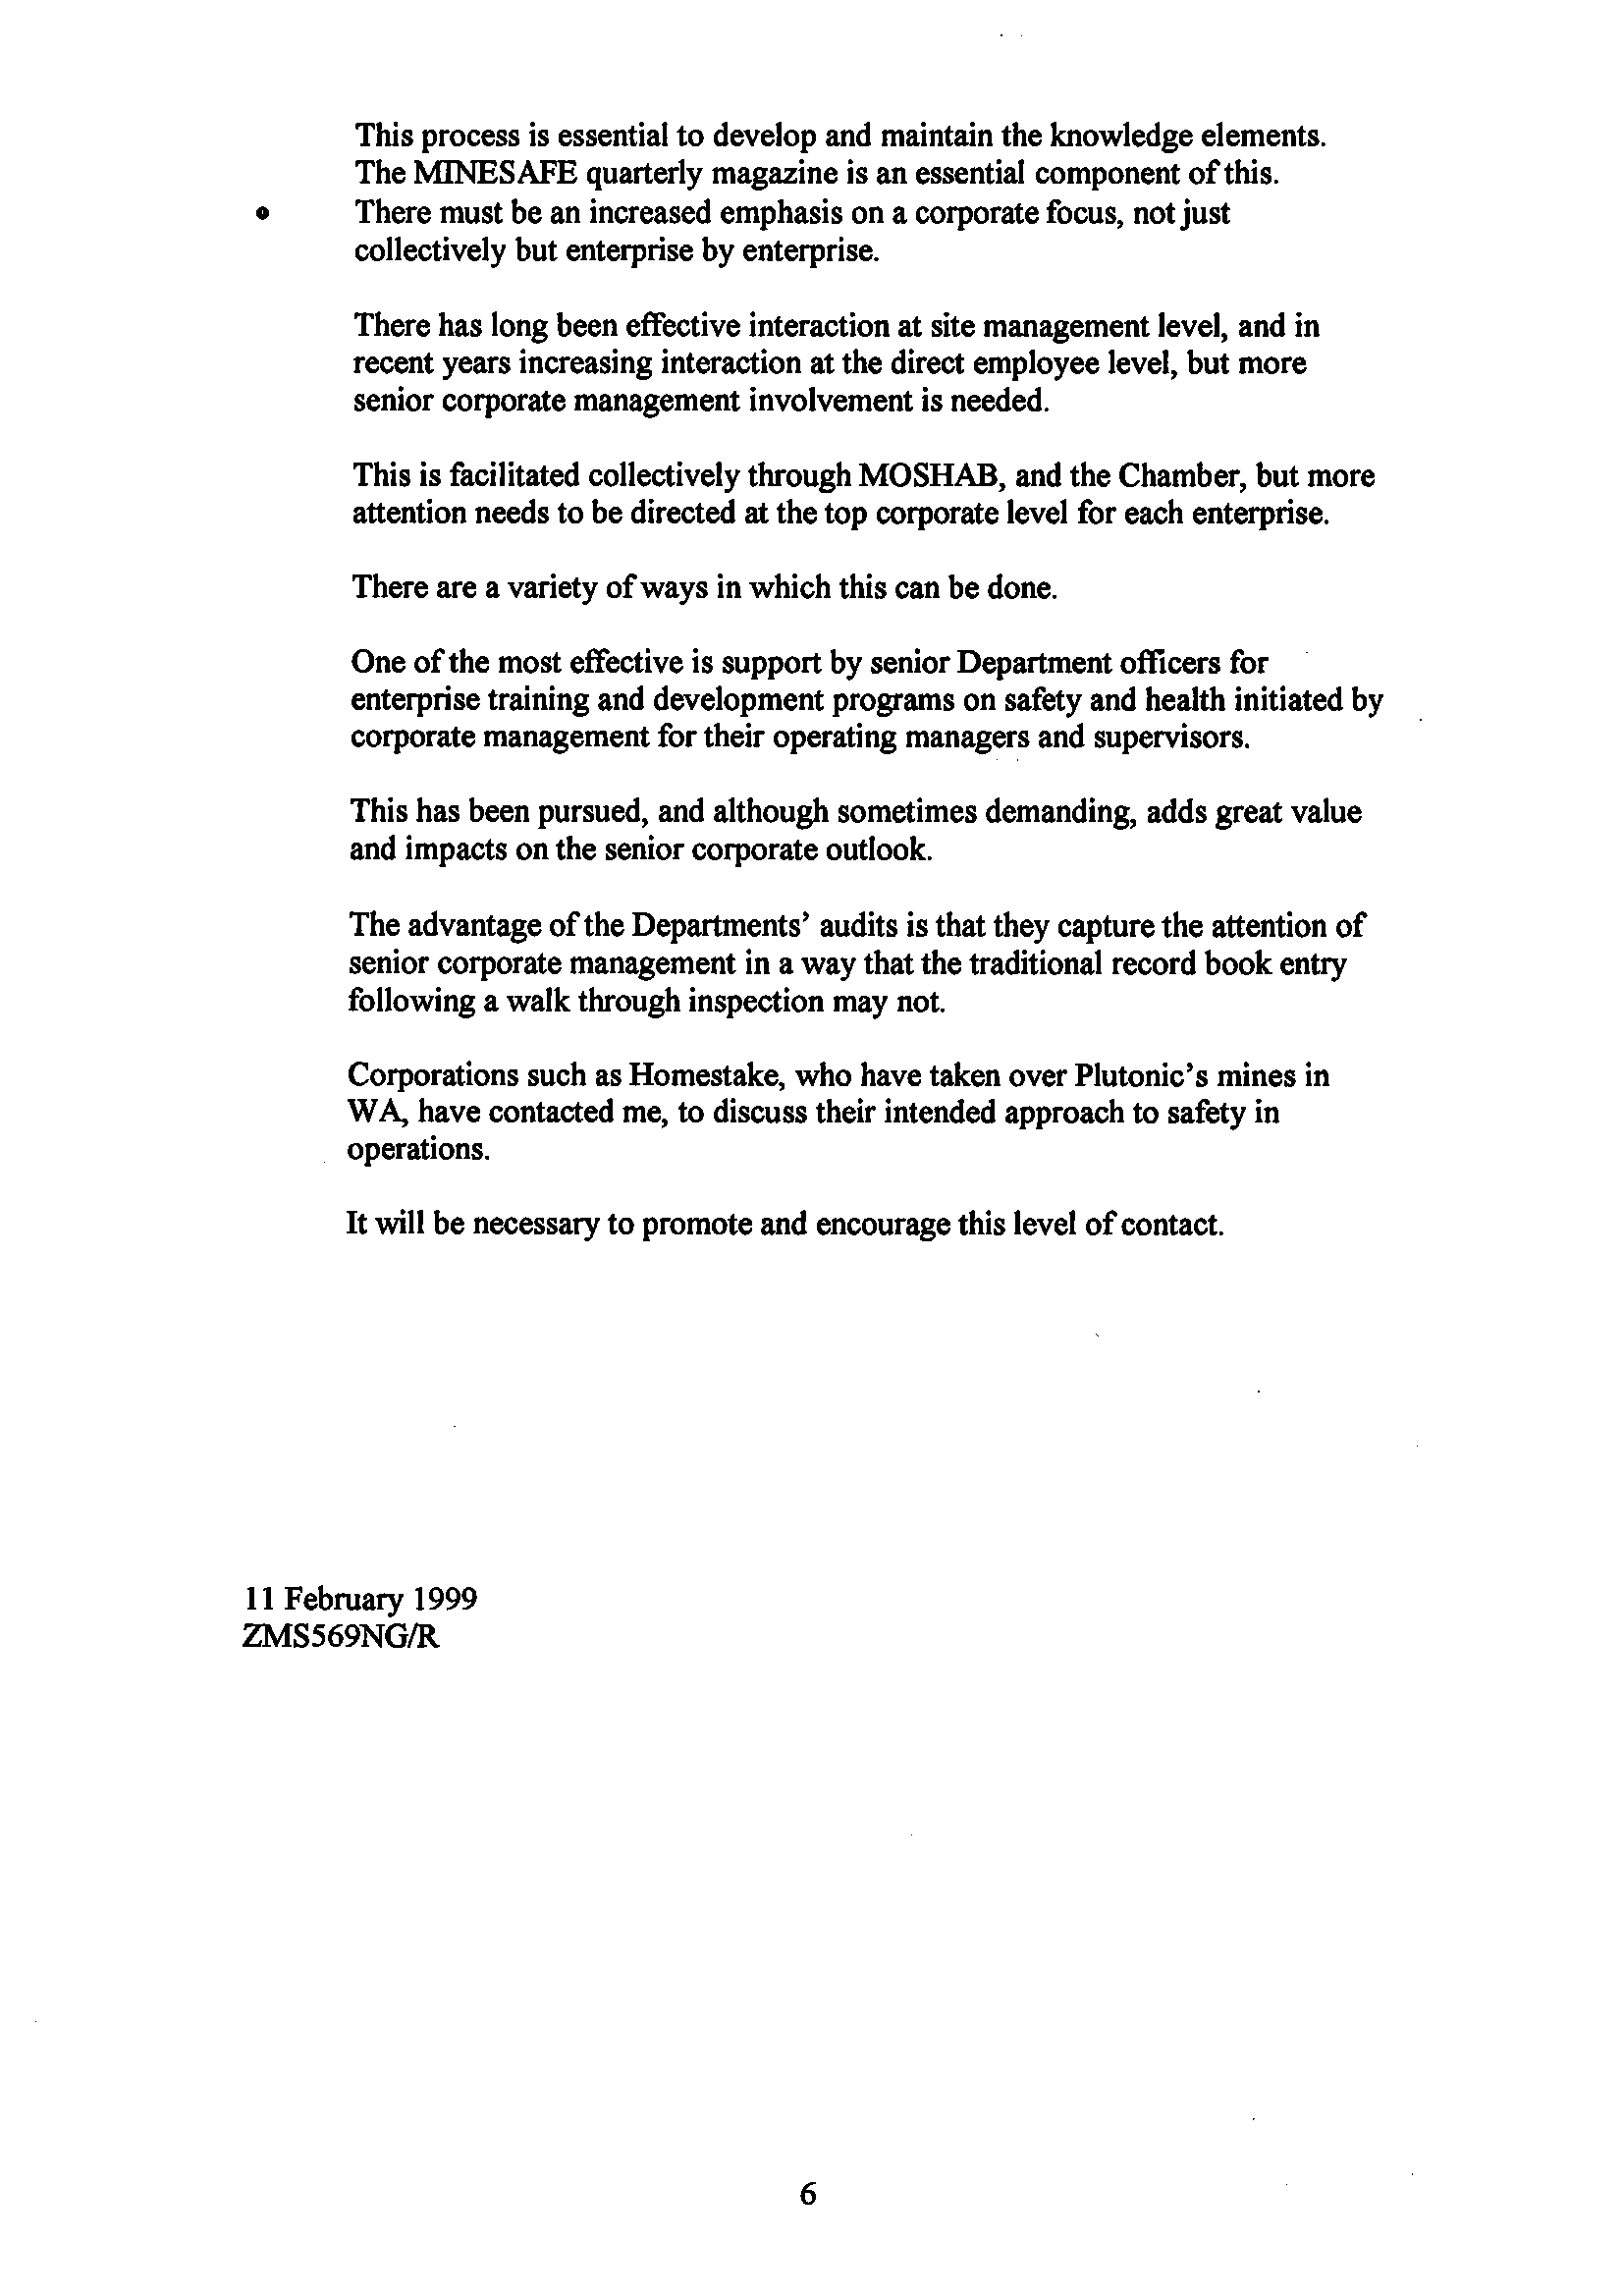 This process is essential to develop and maintain the knowledge elements.
The MINESAFE quarterly magazine is an essential component of this.
• There must be an increased emphasis on a corporate focus, not just
collectively but enterprise by enterprise.
There has long been effective interaction at site management level, and in
recent years increasing interaction at the direct employee level, but more
senior corporate management involvement is needed.
This is facilitated collectively through MOSHAB, and the Chamber, but more
attention needs to be directed at the top corporate level for each enterprise.
There are a variety of ways in which this can be done.
One of the most effective is support by senior Department officers for
enterprise training and development programs on safety and health initiated by
corporate management for their operating managers and supervisors.
This has been pursued, and although sometimes demanding, adds great value
and impacts on the senior corporate outlook.
The advantage of the Departments’ audits is that they capture the attention of
senior corporate management in a way that the traditional record book entry
following a walk through inspection may not.
Corporations such as Homestake, who have taken over Plutonic’s mines in
WA, have contacted me, to discuss their intended approach to safety in
operations.
It will be necessary to promote and encourage this level of contact.
11 February 1999
ZMS569NG/R
6